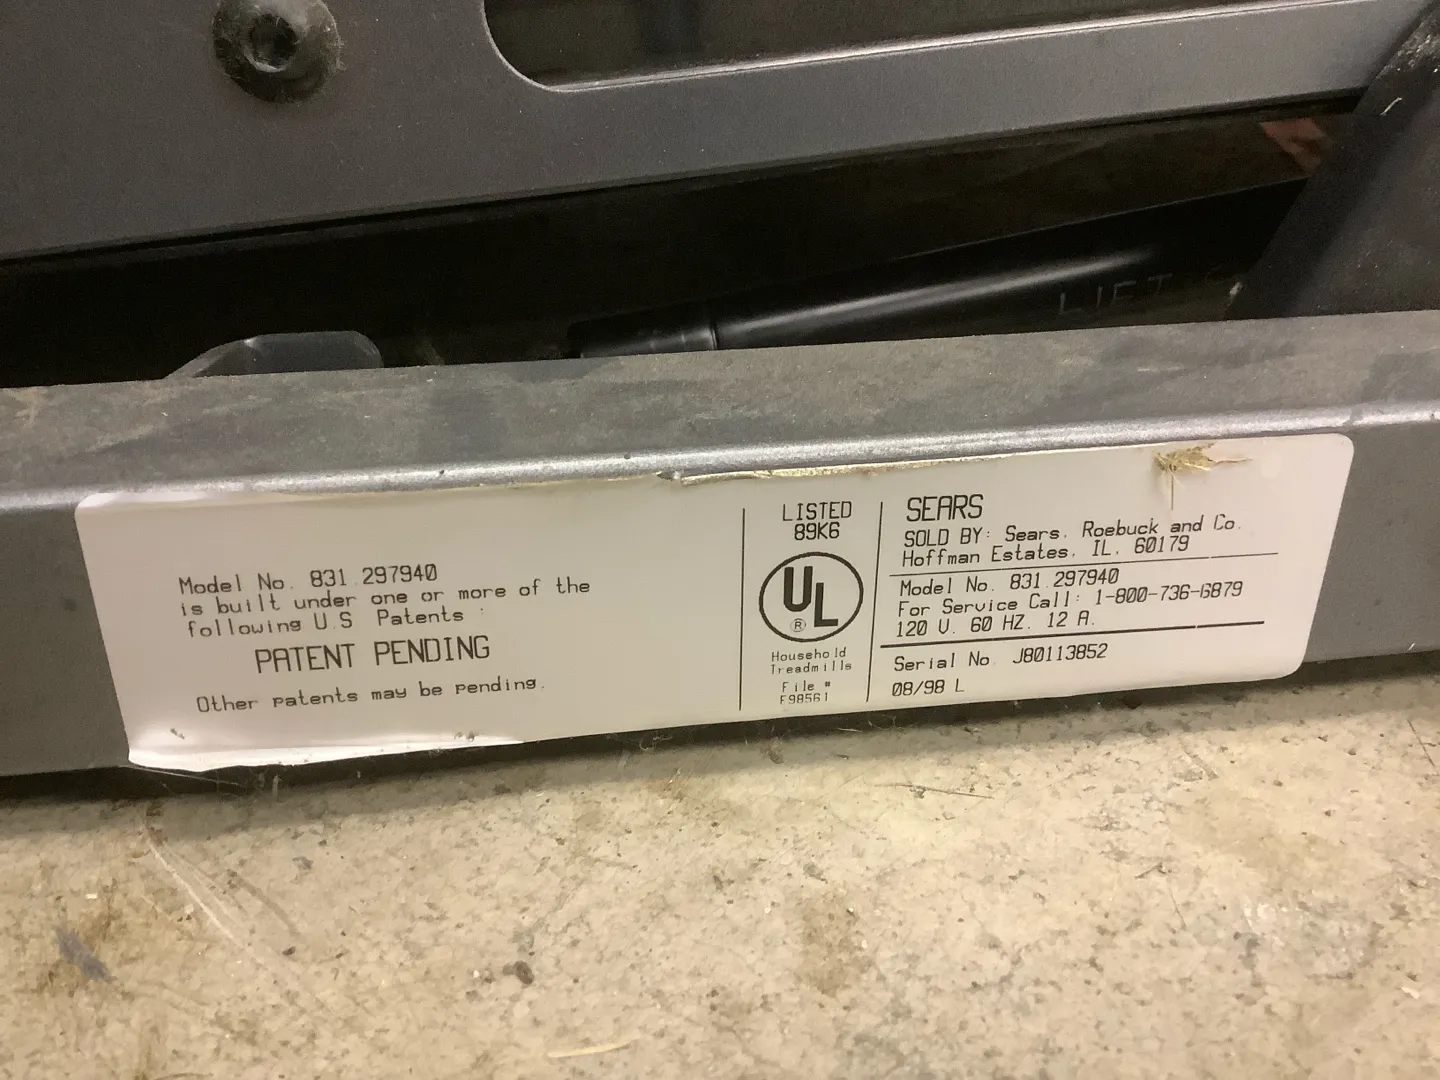 LIFT
Model No. 831.297940
is built under one or more of the
following U.S Patents :
PATENT PENDING
Other patents may be pending.
LISTED
89K6
UL
®
Household
Treadmills
File #
E98561
SEARS
SOLD BY: Sears, Roebuck and Co.
Hoffman Estates, IL. 60179
Model No. 831.297940
For Service Call: 1-800-736-6879
120 V. 60 HZ. 12 A.
Serial No. J80113852
08/98 L